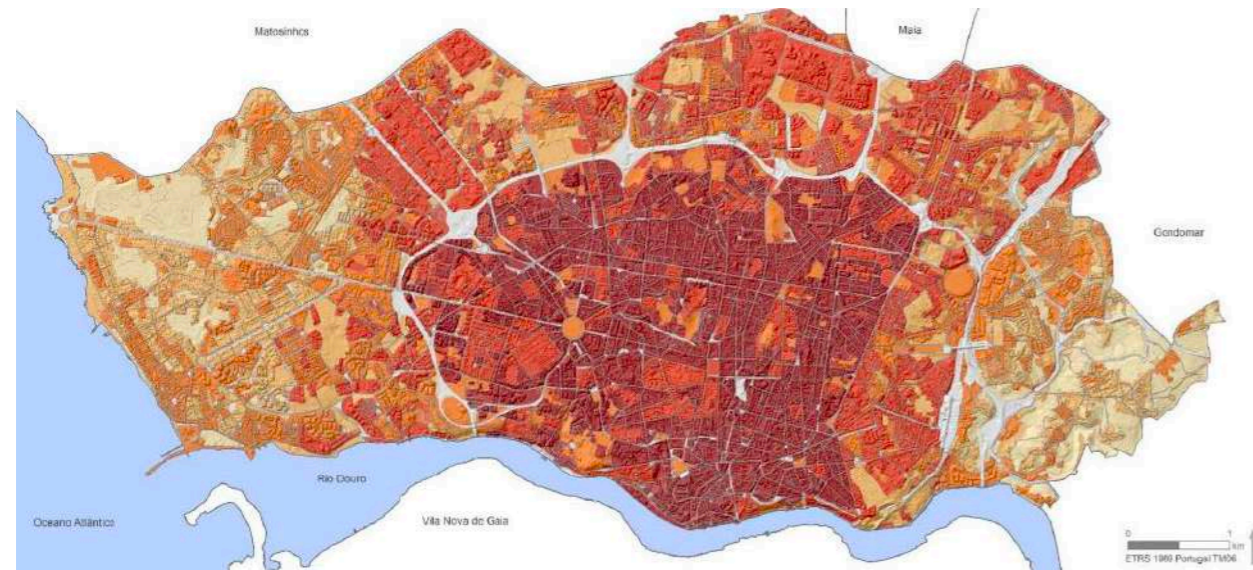 Matosinhos
Maia
Gondomar
Rio Douro
Oceano Atlântico
Vila Nova de Gaia
0 1
km
ETRS 1989 Portugal TM06